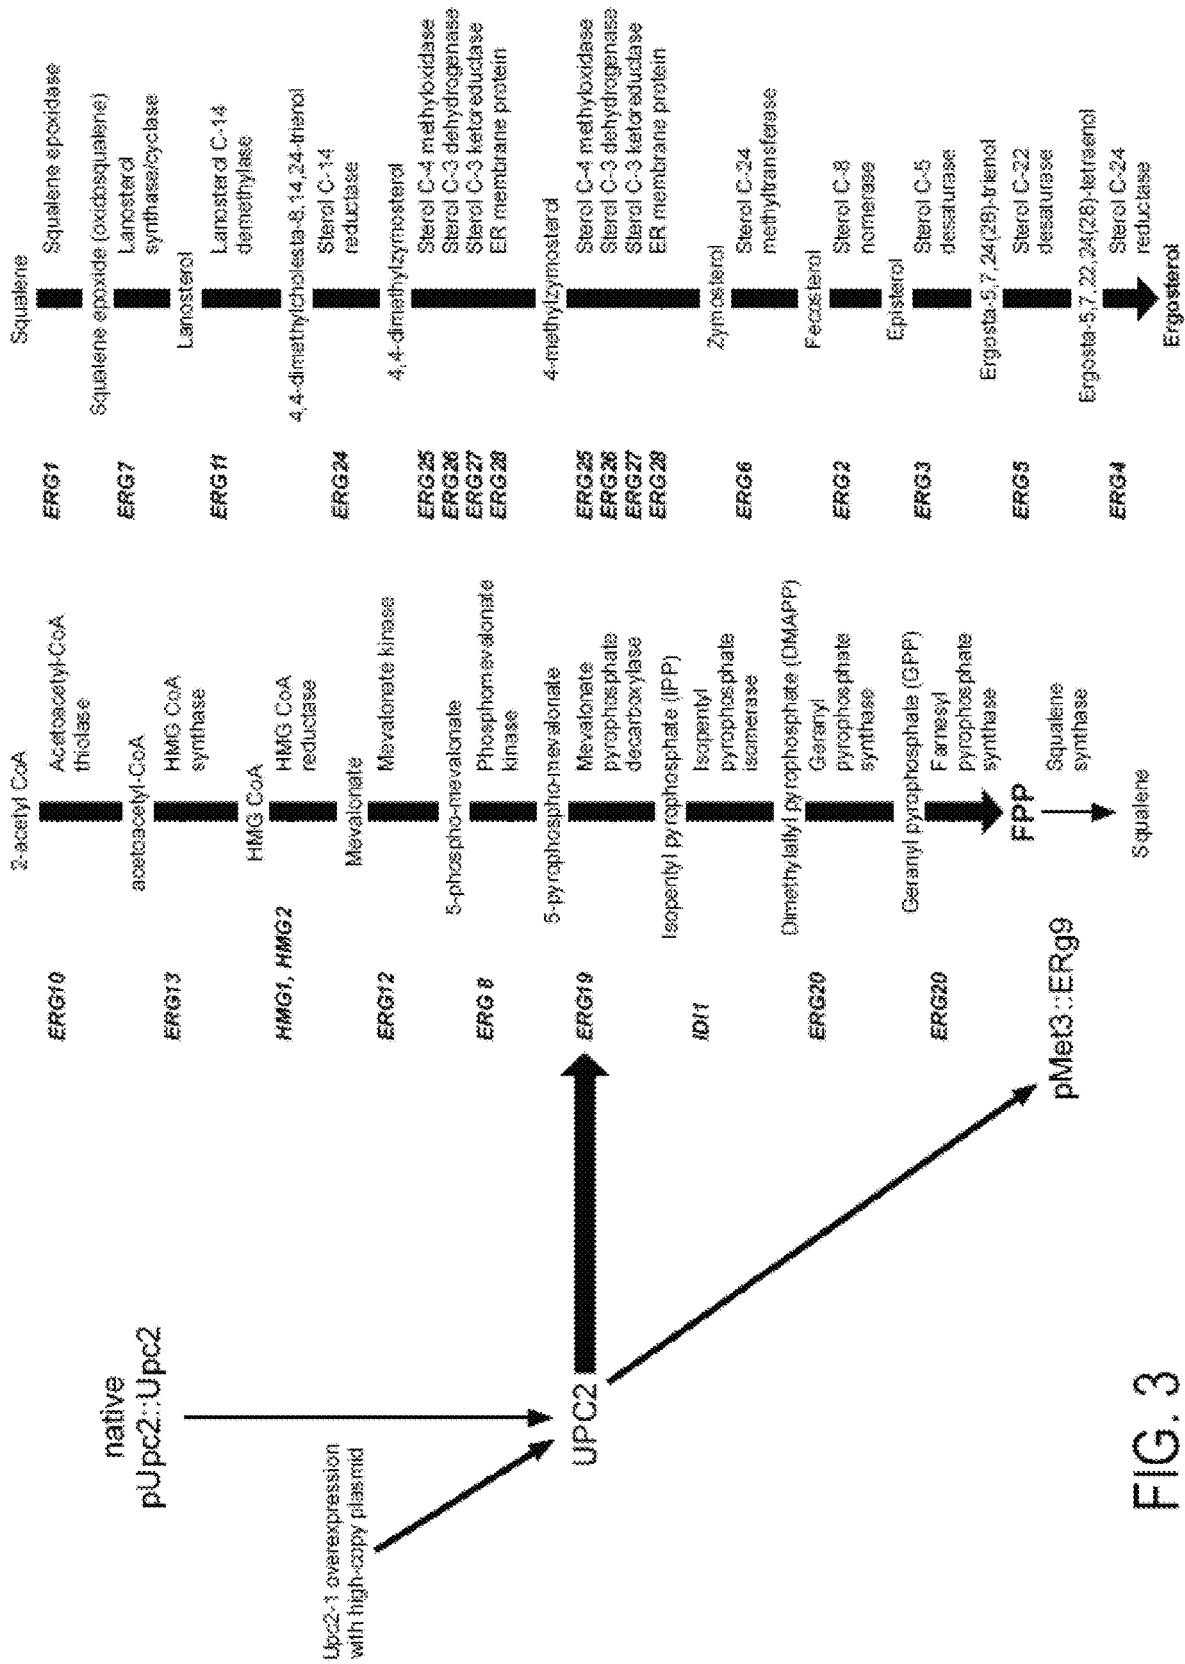 native
pUpc2::Upc2
Upc2-1 overexpression
with high-copy plasmid
UPC2
ERG10
ERG13
HMG1, HMG2
ERG12
ERG 8
ERG19
IDI1
ERG20
ERG20
pMet3::ERg9
2-acetyl CoA
Acetoacetyl-CoA
thiolase
acetoacetyl-CoA
HMG CoA
synthase
HMG CoA
HMG CoA
reductase
Mevalonate
Mevalonate kinase
5-phospho-mevalonate
Phosphomevalonate
kinase
5-pyrophospho-mevalonate
Mevalonate
pyrophosphate
decarboxylase
Isopentyl pyrophosphate (IPP)
Isopentyl
pyrophosphate
isomerase
Dimethylallyl pyrophosphate (DMAPP)
Geranyl
pyrophosphate
synthase
Geranyl pyrophosphate (GPP)
Farnesyl
pyrophosphate
synthase
FPP
Squalene
synthase
Squalene
ERG1
ERG7
ERG11
ERG24
ERG25
ERG26
ERG27
ERG28
ERG25
ERG26
ERG27
ERG28
ERG6
ERG2
ERG3
ERG5
ERG4
Squalene
Squalene epoxidase
Squalene epoxide (oxidosqualene)
Lanosterol
synthase/cyclase
Lanosterol
Lanosterol C-14
demethylase
4,4-dimethylcholesta-8,14,24-trienol
Sterol C-14
reductase
4,4-dimethylzymosterol
Sterol C-4 methyloxidase
Sterol C-3 dehydrogenase
Sterol C-3 ketoreductase
ER membrane protein
4-methylzymosterol
Sterol C-4 methyloxidase
Sterol C-3 dehydrogenase
Sterol C-3 ketoreductase
ER membrane protein
Zymosterol
Sterol C-24
methyltransferase
Fecosterol
Sterol C-8
nomerase
Episterol
Sterol C-5
desaturase
Ergosta-5,7,24(28)-trienol
Sterol C-22
desaturase
Ergosta-5,7,22,24(28)-tetraenol
Sterol C-24
reductase
Ergosterol
FIG. 3